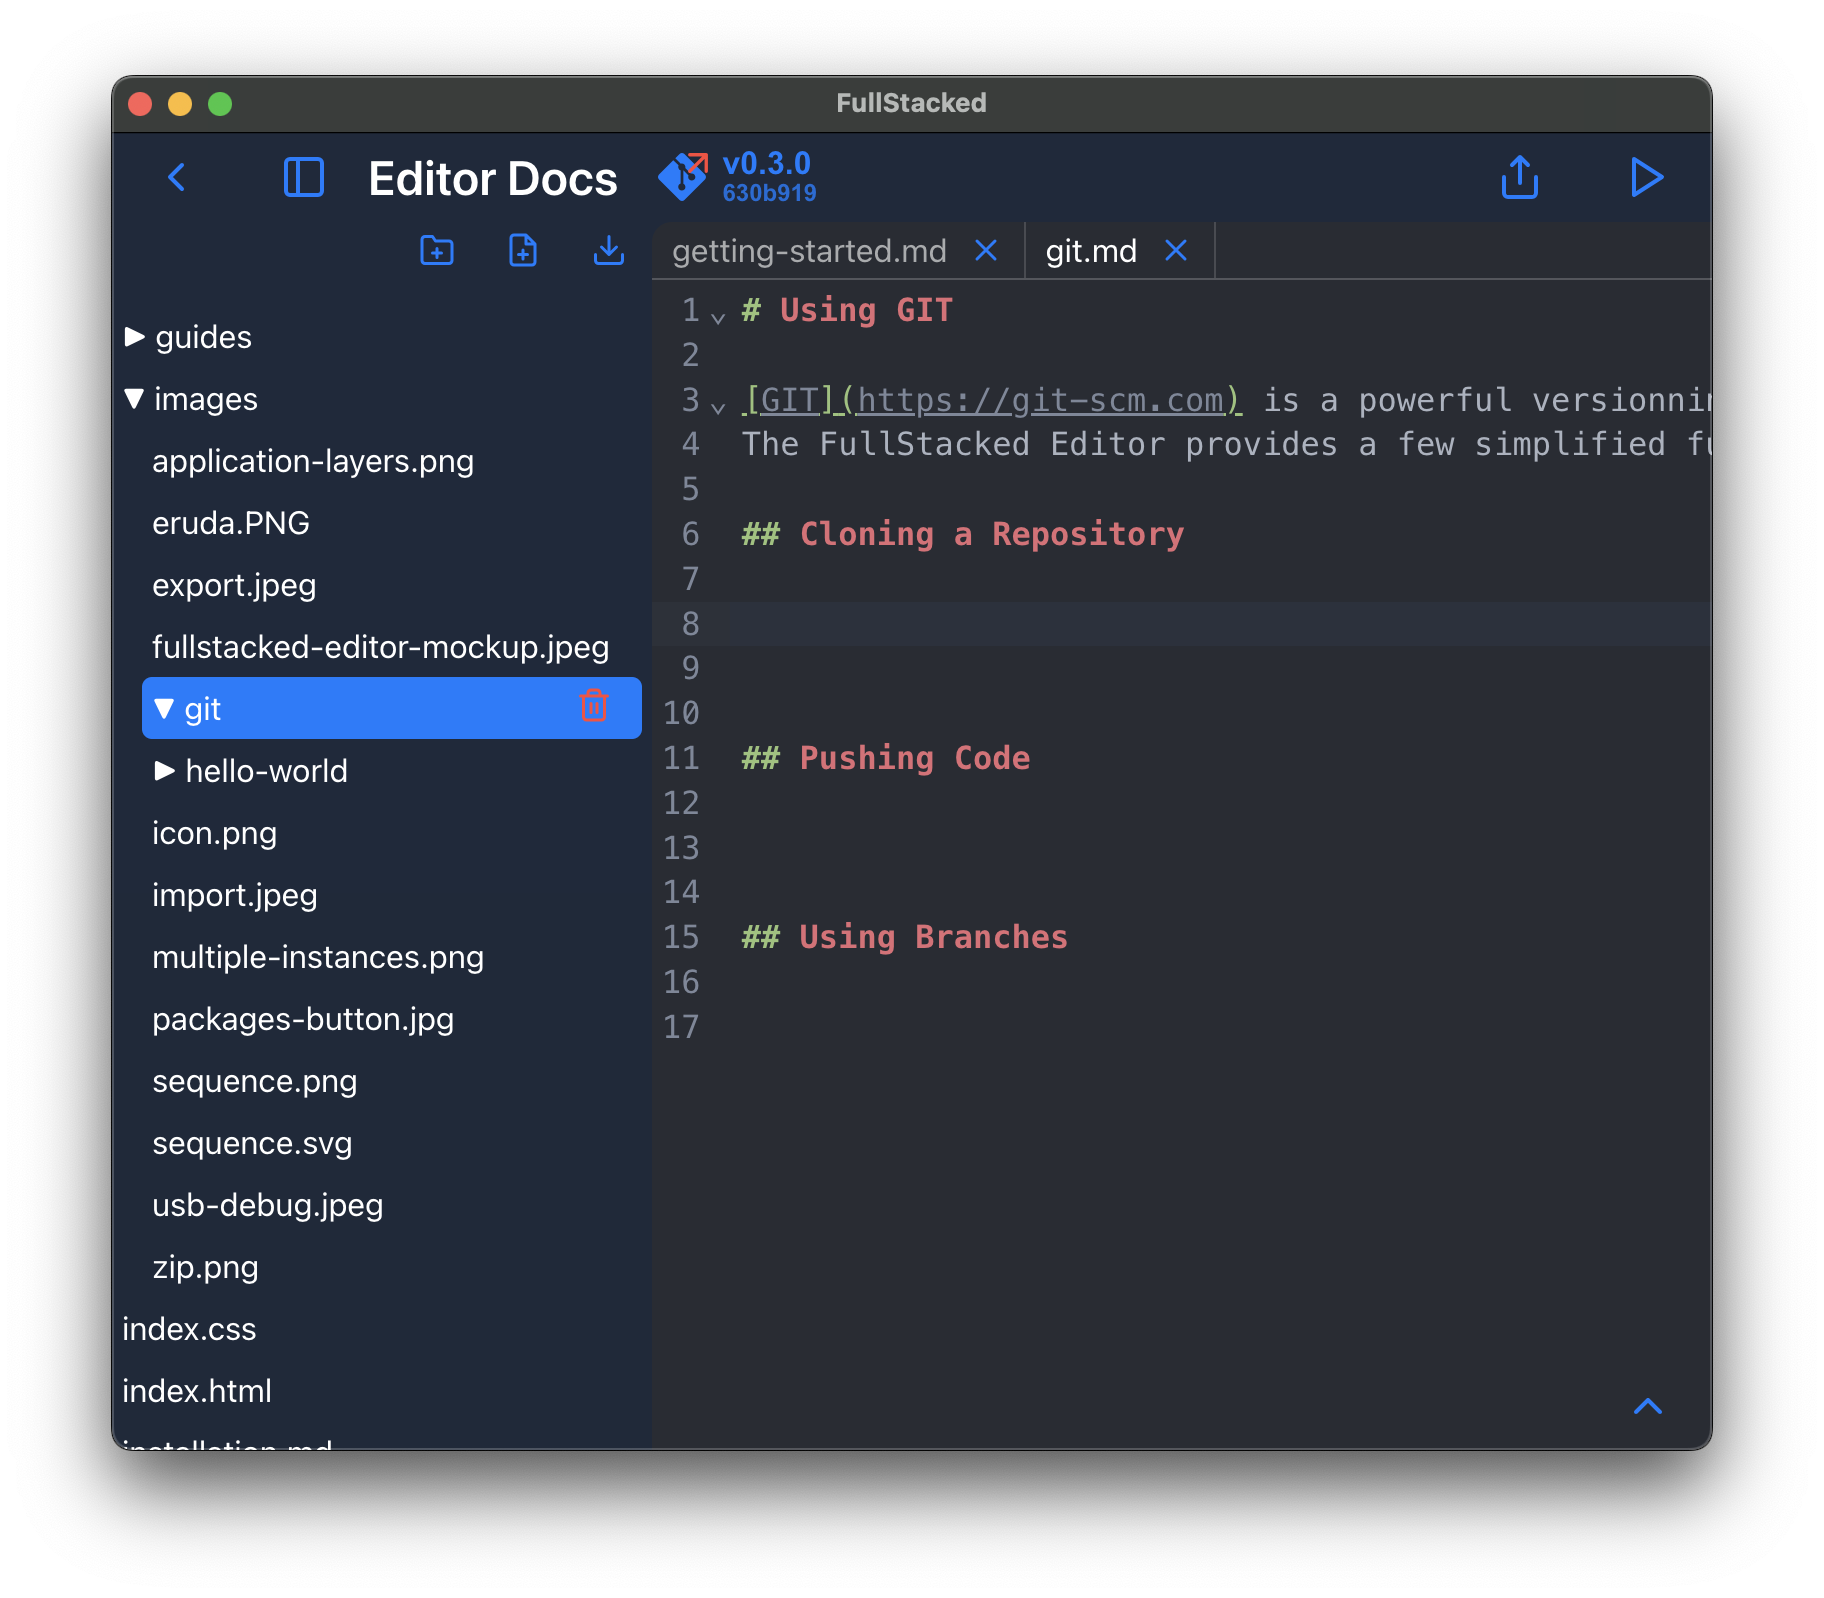 FullStacked
Editor Docs
v0.3.0
630b919
guides
images
application-layers.png
eruda.PNG
export.jpeg
fullstacked-editor-mockup.jpeg
git
hello-world
icon.png
import.jpeg
multiple-instances.png
packages-button.jpg
sequence.png
sequence.svg
usb-debug.jpeg
zip.png
index.css
index.html
installation.md
getting-started.md
git.md
1 # Using GIT
2
3 [GIT](https://git-scm.com) is a powerful
4 The FullStacked Editor provides a few simplified
5
6 ## Cloning a Repository
7
8
9
10
11 ## Pushing Code
12
13
14
15 ## Using Branches
16
17